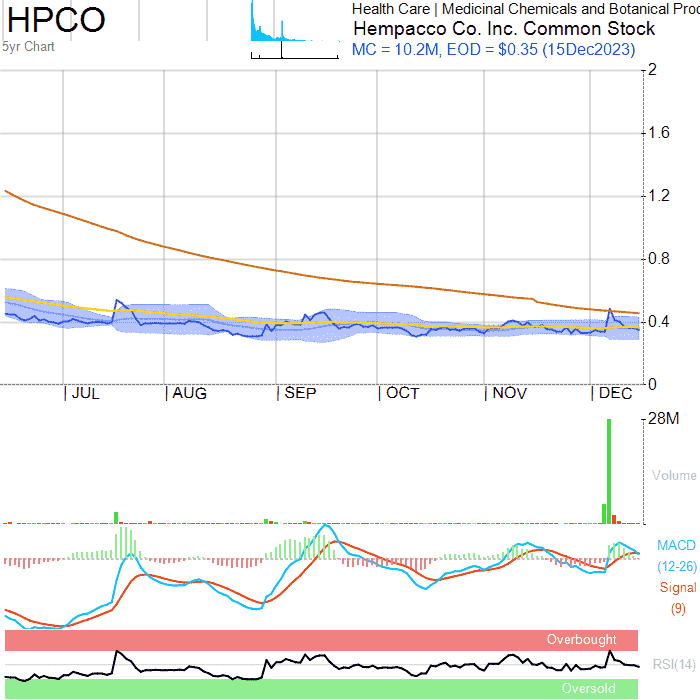 HPCO
5yr Chart
Health Care | Medicinal Chemicals and Botanical Proc
Hempacco Co. Inc. Common Stock
MC = 10.2M, EOD = $0.35 (15Dec2023)
2
1.6
1.2
0.8
0.4
0
JUL AUG SEP OCT NOV DEC
28M
Volume
MACD
(12-26)
Signal
(9)
Overbought
RSI(14)
Oversold